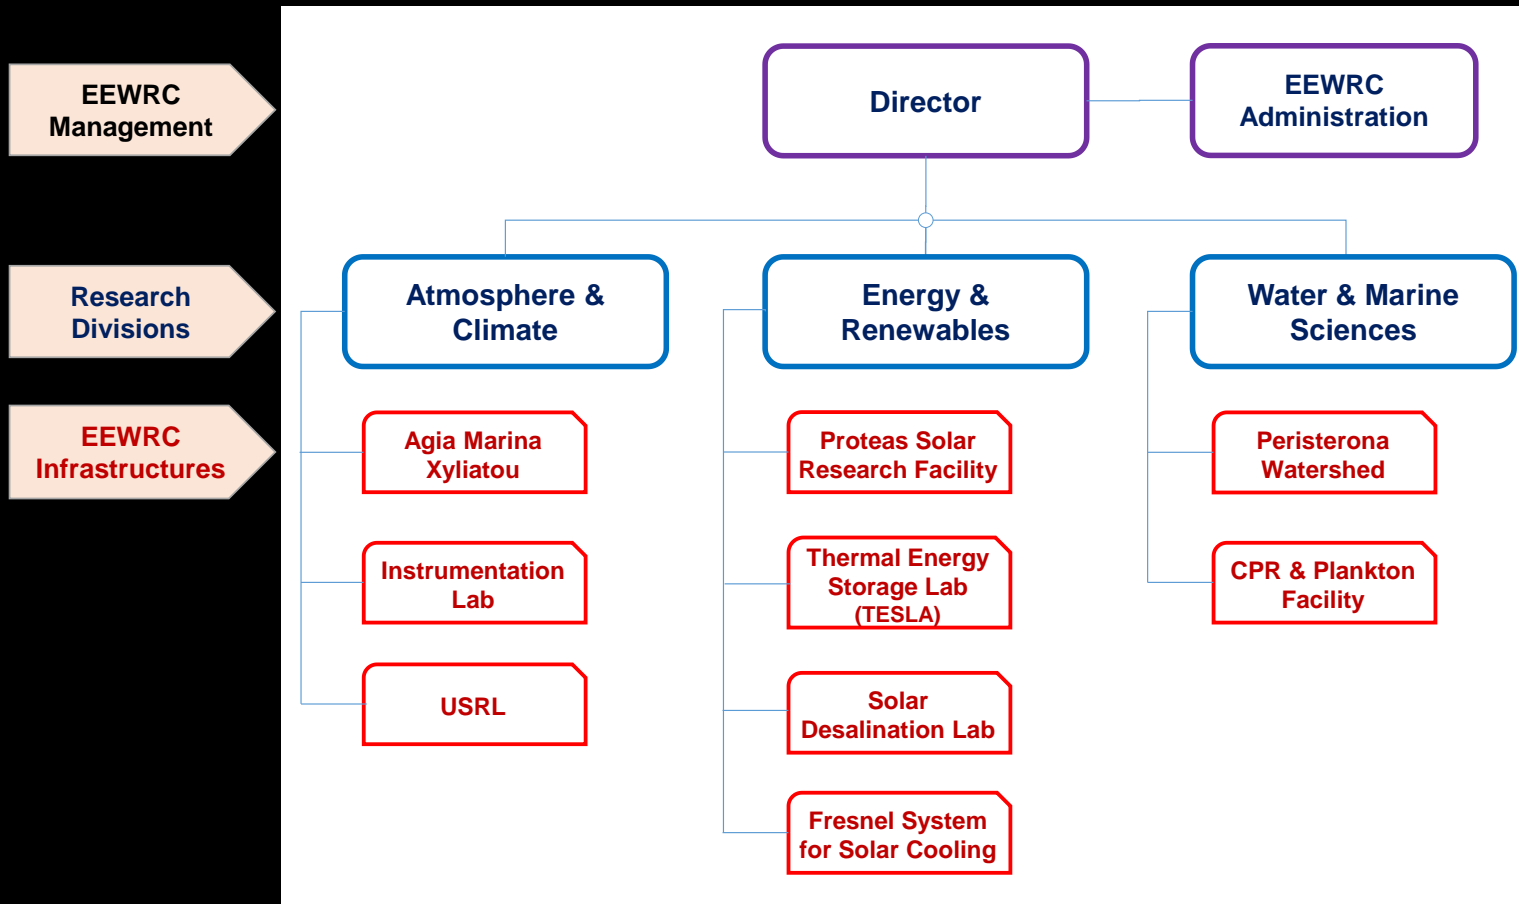 EEWRC
Management
Director
EEWRC
Administration
Research
Divisions
Atmosphere &
Climate
Energy &
Renewables
Water & Marine
Sciences
EEWRC
Infrastructures
Agia Marina
Xyliatou
Proteas Solar
Research Facility
Peristerona
Watershed
Instrumentation
Lab
Thermal Energy
Storage Lab
(TESLA)
CPR & Plankton
Facility
USRL
Solar
Desalination Lab
Fresnel System
for Solar Cooling